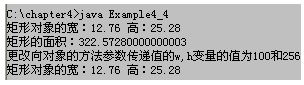 C:\chapter4>java Example4_4
矩形对象的宽：12.76 高：25.28
矩形的面积：322.57280000000003
更改向对象的方法参数传递值的w,h变量的值为100和256
矩形对象的宽：12.76 高：25.28